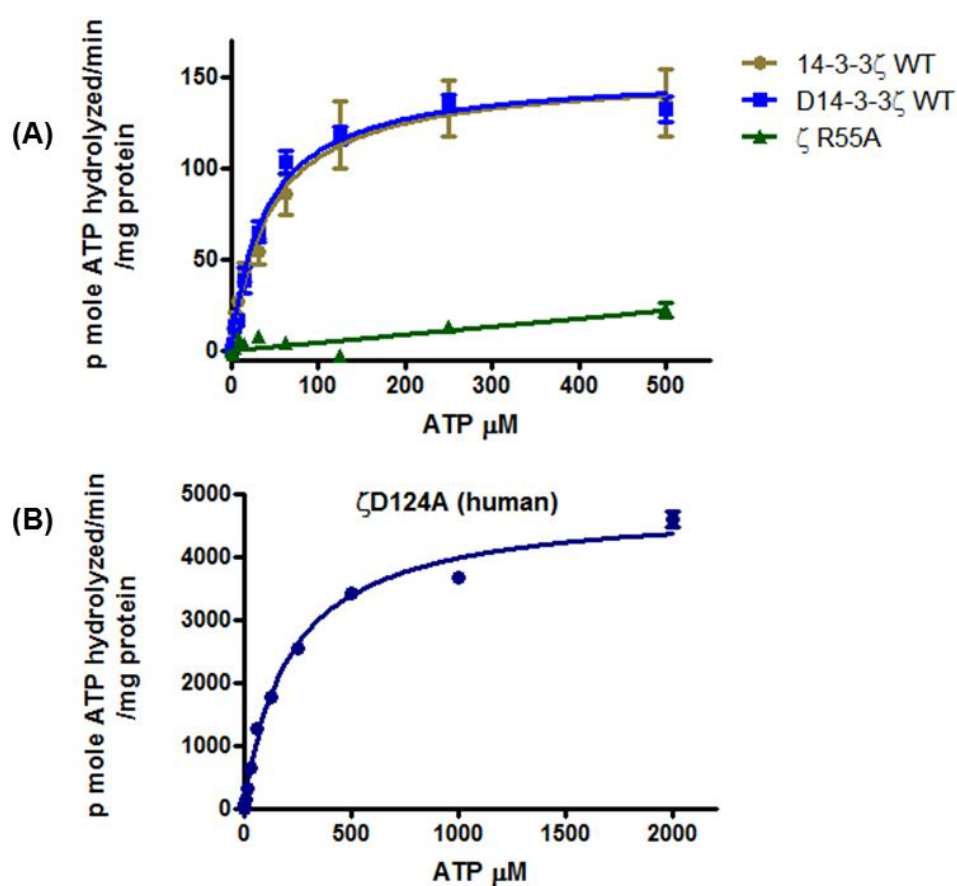 (A)
p mole ATP hydrolyzed/min
/mg protein
150
100
50
0
0
100
200
300
400
500
ATP μM
14-3-3ζ WT
D14-3-3ζ WT
ζ R55A
(B)
ζD124A (human)
p mole ATP hydrolyzed/min
/mg protein
5000
4000
3000
2000
1000
0
0
500
1000
1500
2000
ATP μM